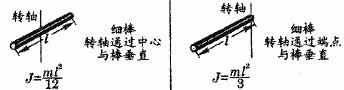 转轴
l
细棒
转轴通过中心
与棒垂直
J=ml²/12
转轴
l
细棒
转轴通过端点
与棒垂直
J=ml²/3